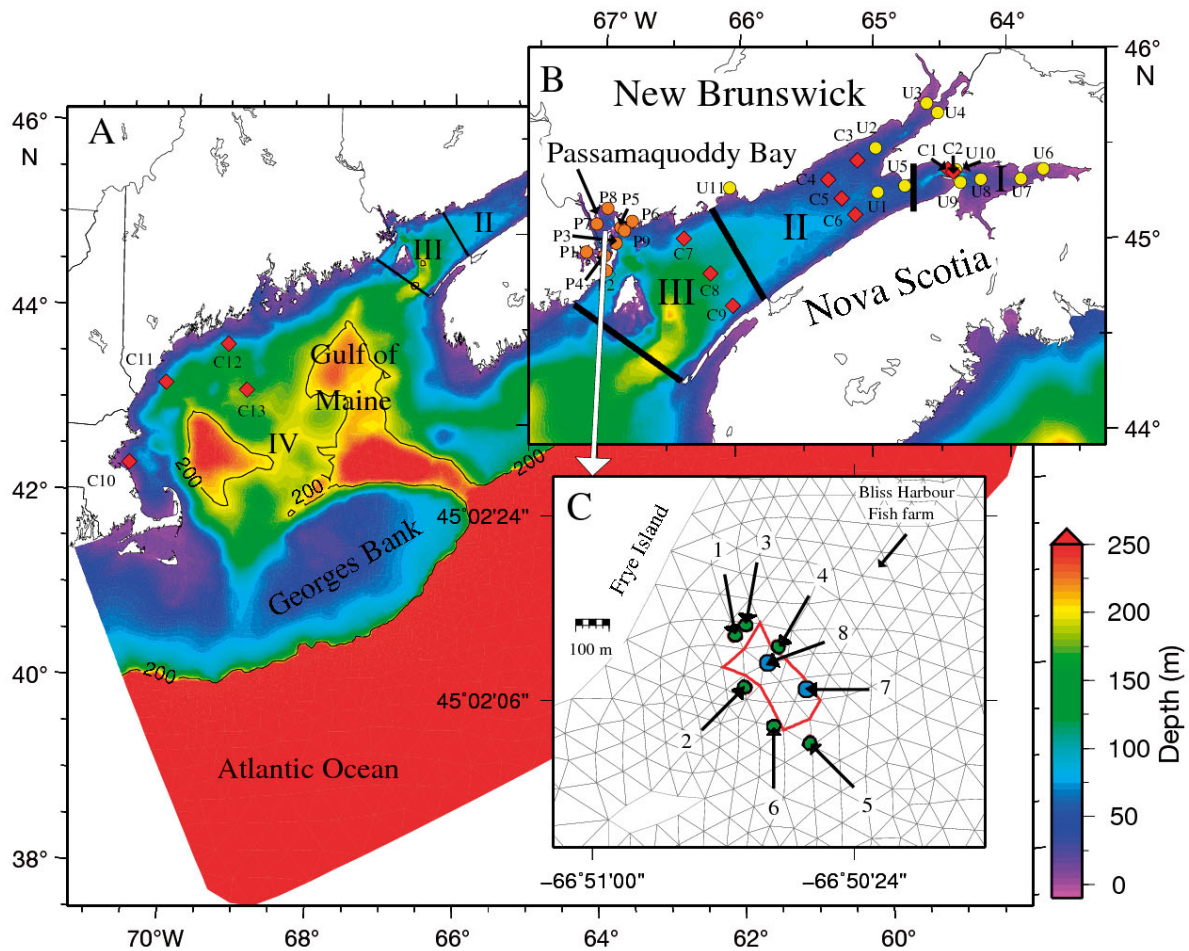 67° W
66°
65°
64°
46°
N
45°
44°
B
New Brunswick
Passamaquoddy Bay
Nova Scotia
U3
U4
C3
U2
C1
C2
U10
U6
U5
C4
C5
U1
U9
U8
I
U7
C6
U11
II
P8
P5
P6
P7
P3
P9
P1
P4
C7
III
C8
C9
46°
N
44°
42°
40°
38°
A
II
III
C11
C12
C13
C10
Gulf of
Maine
IV
200
200
200
200
Georges Bank
Atlantic Ocean
70°W
68°
66°
64°
62°
60°
C
Bliss Harbour
Fish farm
Frye Island
100 m
1
3
4
8
7
2
6
5
45°02'24"
45°02'06"
−66°51'00"
−66°50'24"
250
200
150
100
50
0
Depth (m)